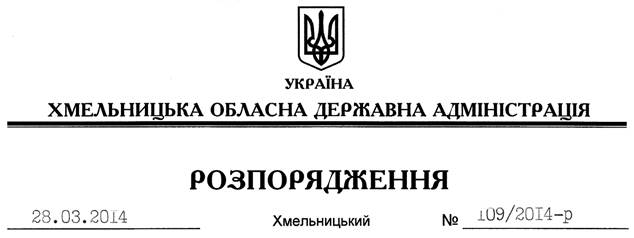 УКРАЇНА
ХМЕЛЬНИЦЬКА ОБЛАСНА ДЕРЖАВНА АДМІНІСТРАЦІЯ
РОЗПОРЯДЖЕННЯ
28.03.2014 Хмельницький № 109/2014-р